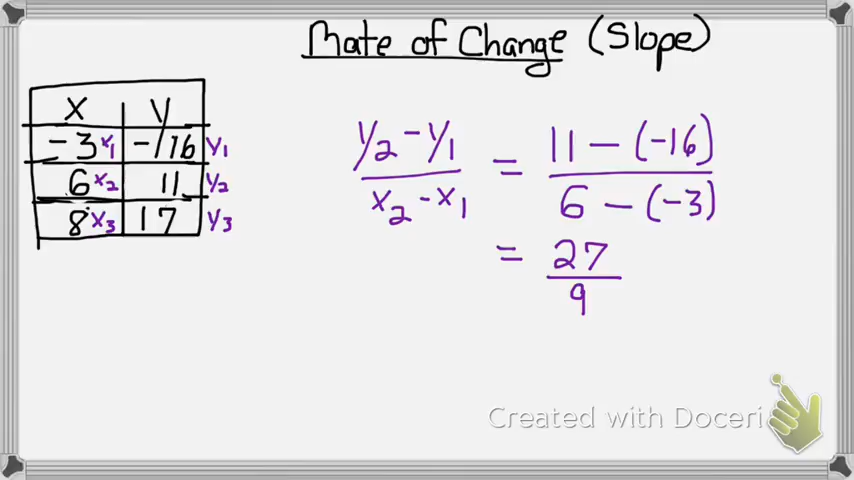 Rate of Change (Slope)
x y
-3 x1 -16 y1
6 x2 11 y2
8 x3 17 y3
y2 - y1 = 11 - (-16)
x2 - x1 6 - (-3)
= 27
9
Created with Doceri